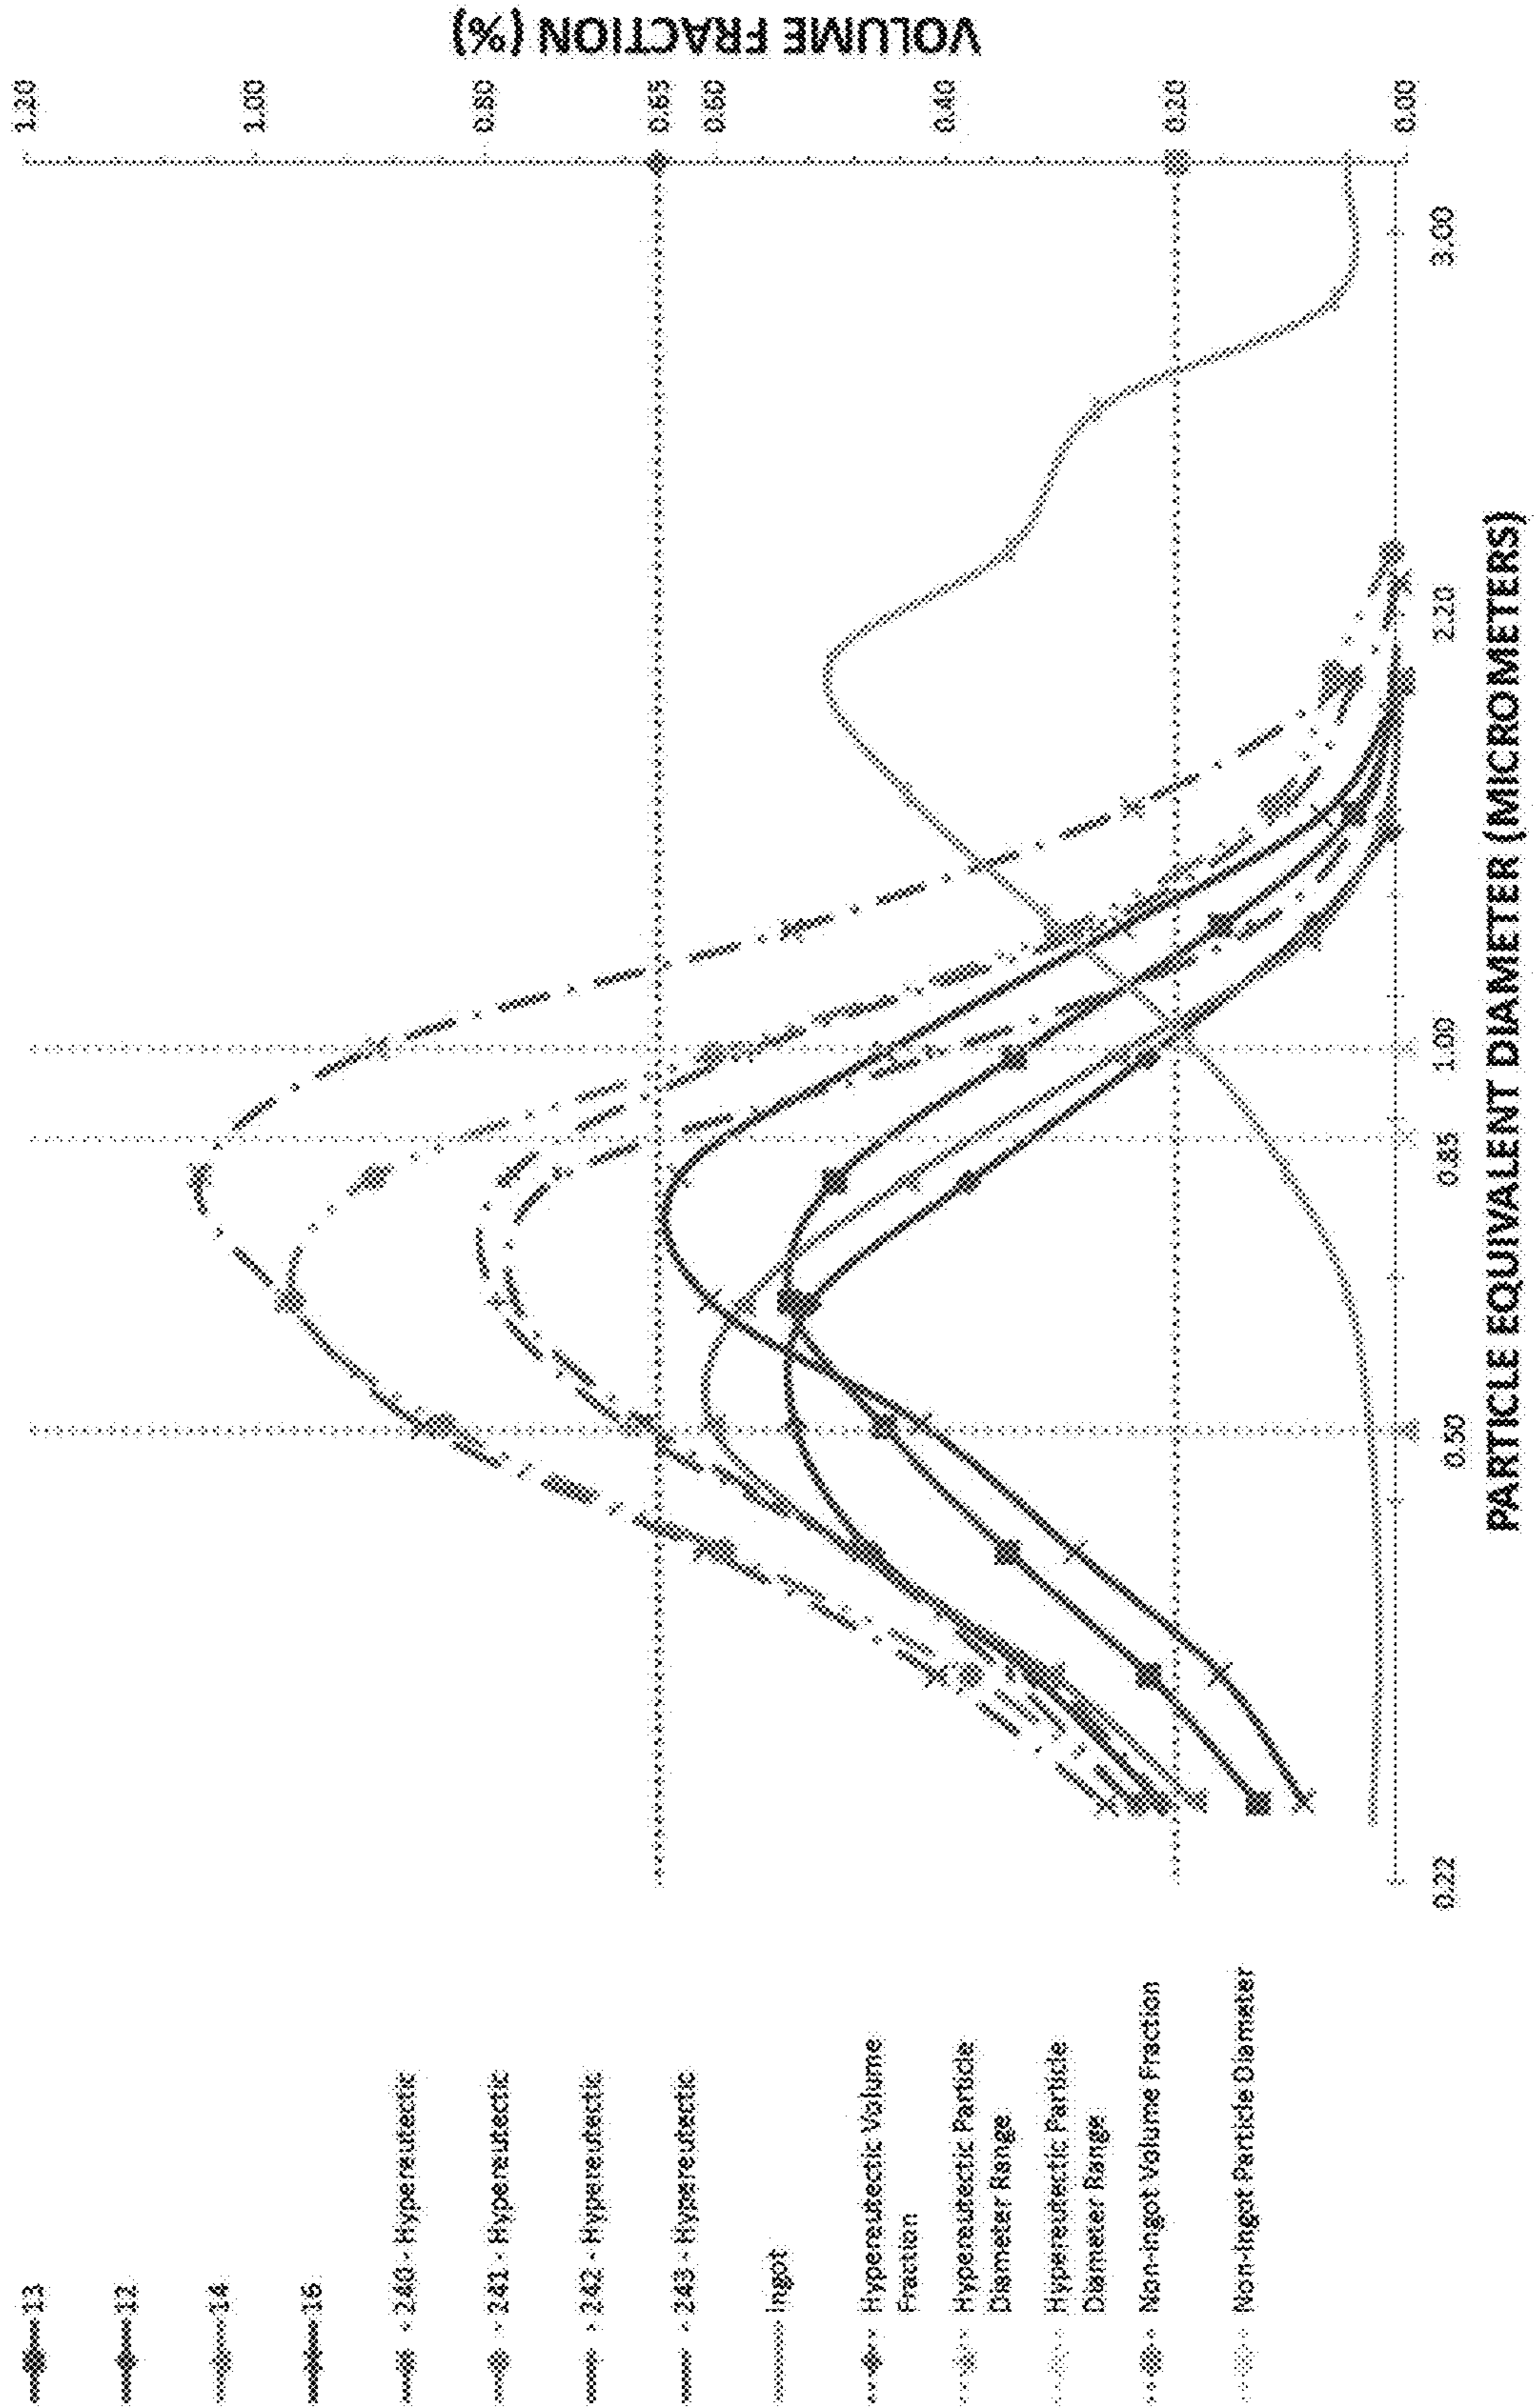 VOLUME FRACTION (%)
1.20
1.00
0.80
0.65
0.60
0.40
0.20
0.00
0.22
0.50
0.85
1.00
2.20
3.00
PARTICLE EQUIVALENT DIAMETER (MICROMETERS)
13
12
14
16
240 - Hypereutectic
241 - Hypereutectic
242 - Hypereutectic
243 - Hypereutectic
Ingot
Hypereutectic Volume
Fraction
Hypereutectic Particle
Diameter Range
Hypereutectic Particle
Diameter Range
Non-Ingot Volume Fraction
Non-Ingot Particle Diameter